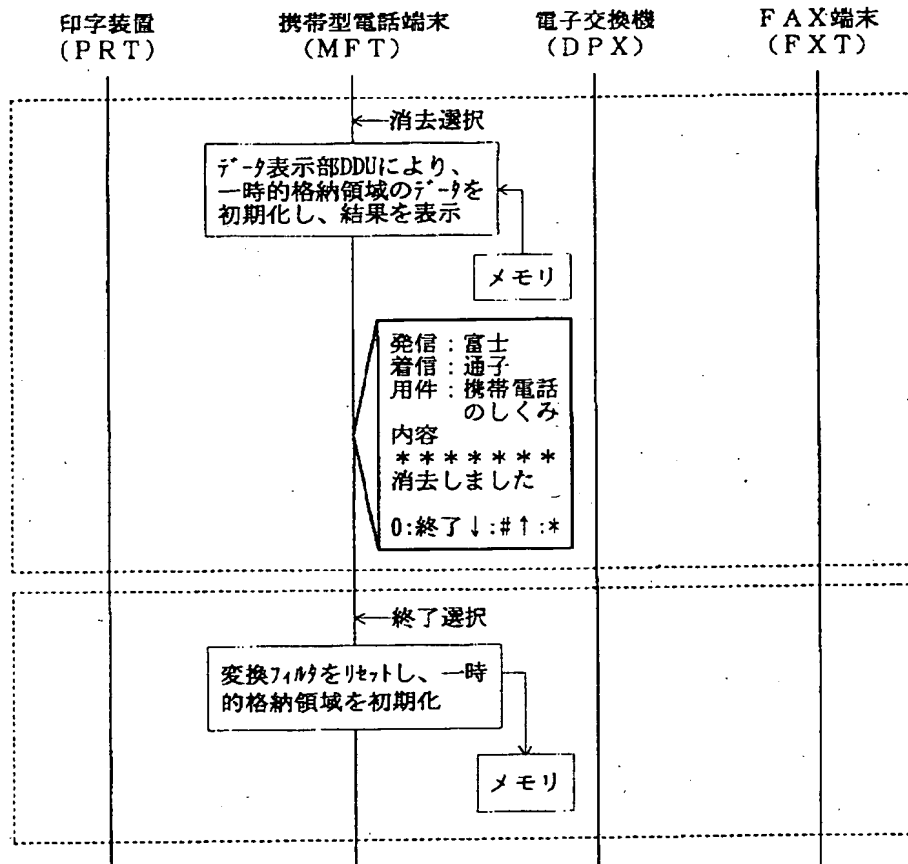 印字装置
(PRT)
携帯型電話端末
(MFT)
電子交換機
(DPX)
FAX端末
(FXT)
消去選択
データ表示部DDUにより、
一時的格納領域のデータを
初期化し、結果を表示
メモリ
発信:富士
着信:通子
用件:携帯電話
のしくみ
内容
*******
消去しました
0:終了↓:#↑:*
終了選択
変換フィルタをリセットし、一時
的格納領域を初期化
メモリ